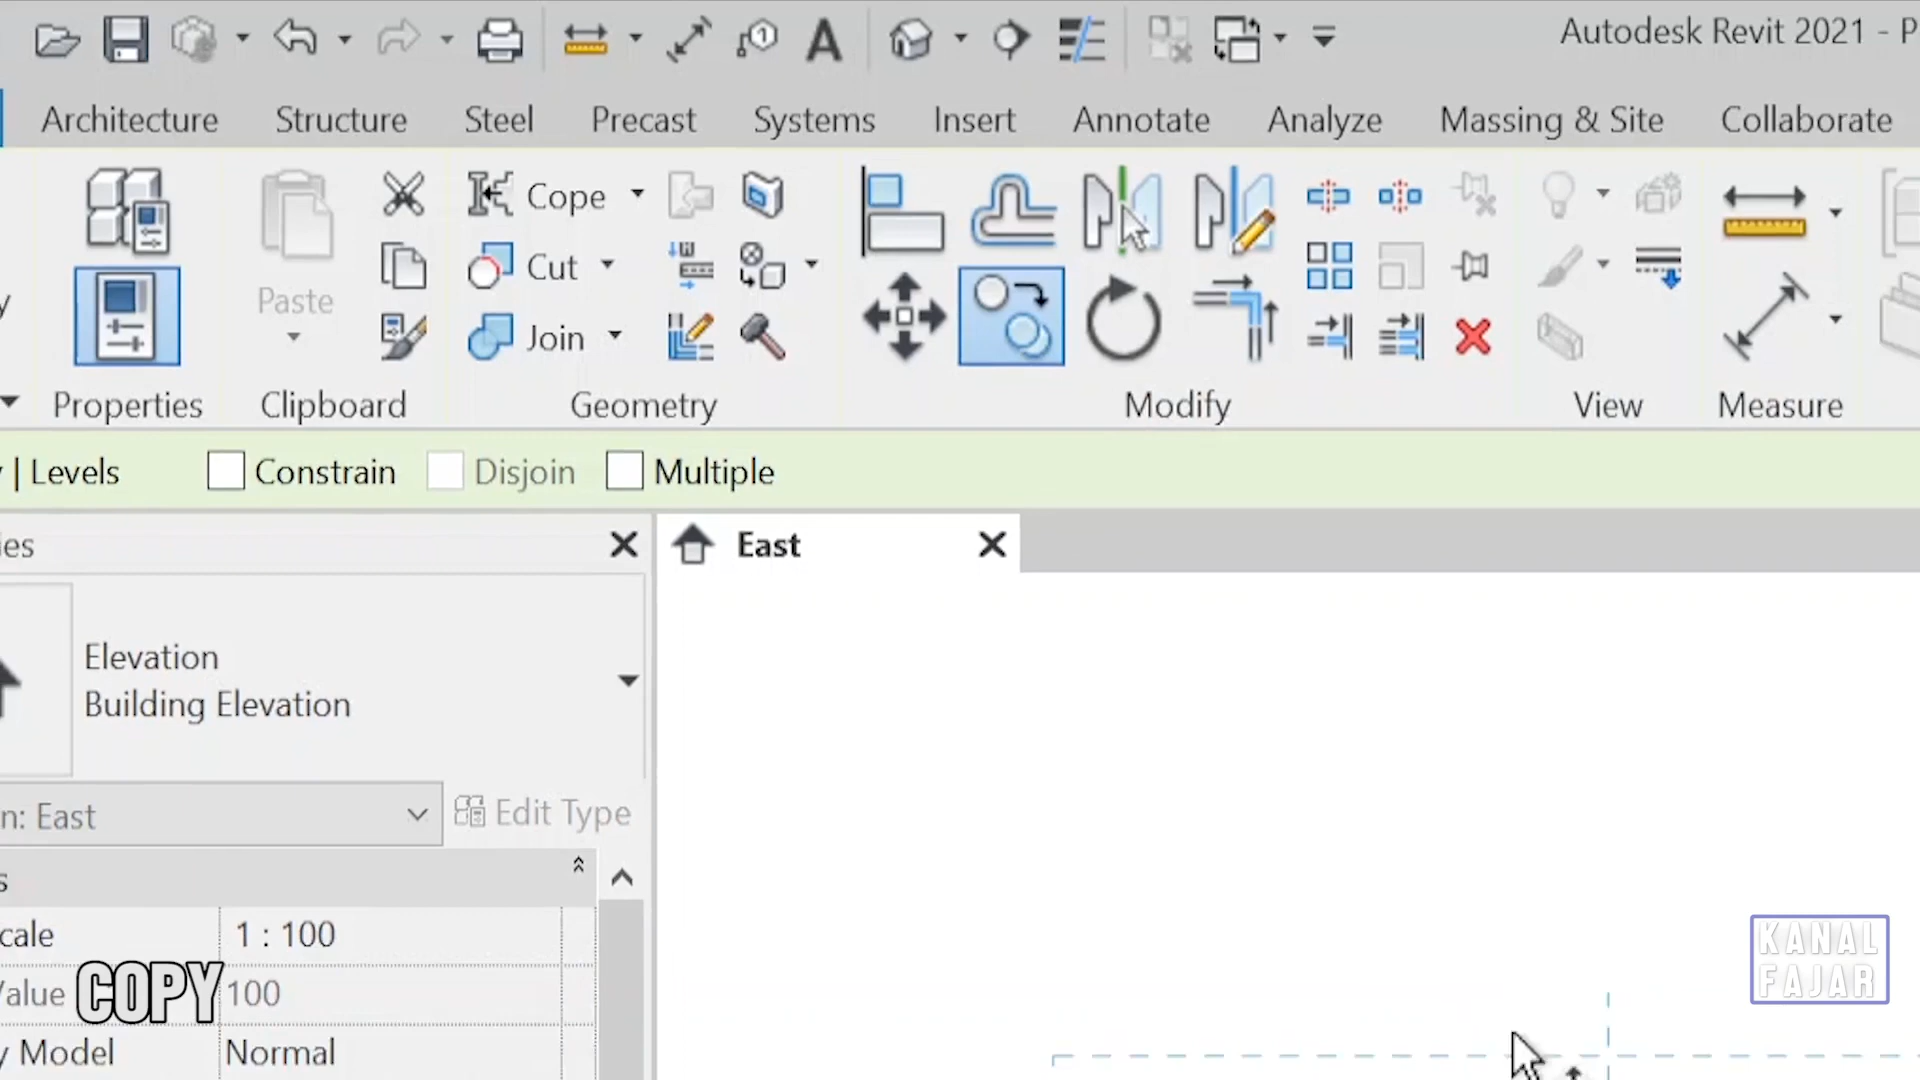 Autodesk Revit 2021 - P
Architecture Structure Steel Precast Systems Insert Annotate Analyze Massing & Site Collaborate
Cope
Cut
Paste
Join
Properties Clipboard Geometry Modify View Measure
y | Levels Constrain Disjoin Multiple
ies East
Elevation
Building Elevation
n: East Edit Type
s
cale 1 : 100
Value 100
COPY
y Model Normal
KANAL
FAJAR